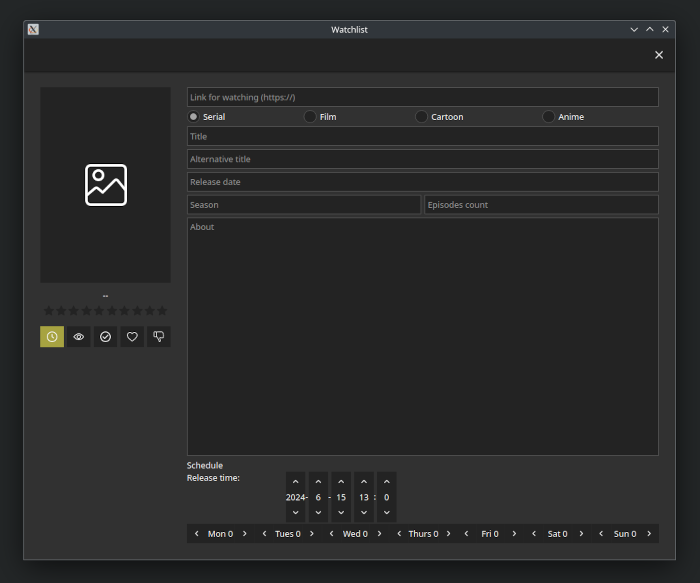 Watchlist
Link for watching (https://)
Serial Film Cartoon Anime
Title
Alternative title
Release date
Season Episodes count
About
--
Schedule
Release time:
2024- 6 - 15 13 : 0
Mon 0 Tues 0 Wed 0 Thurs 0 Fri 0 Sat 0 Sun 0